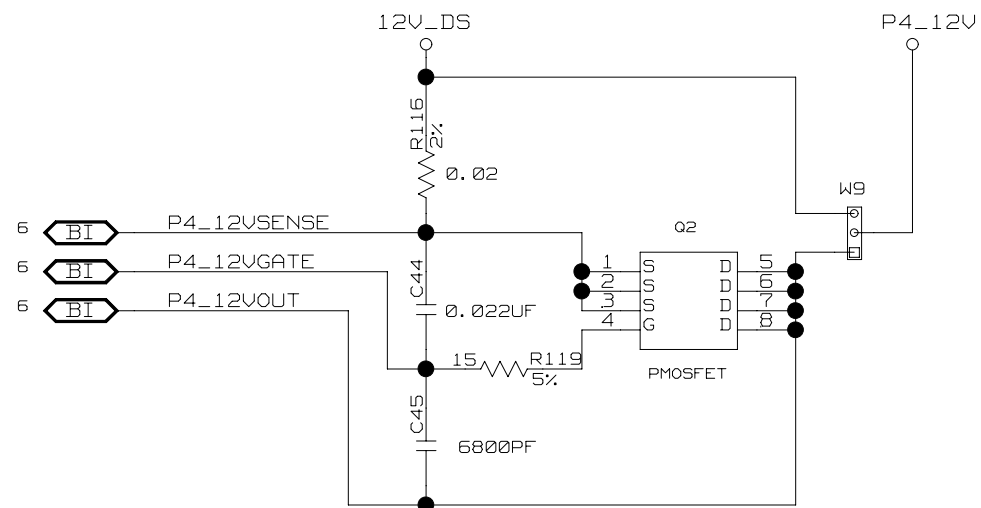 12V_DS
P4_12V
R116
2%
0.02
W9
6 BI P4_12VSENSE
Q2
6 BI P4_12VGATE
C44
1 S D 5
2 S D 6
6 BI P4_12VOUT
0.022UF
3 S D 7
4 G D 8
15 R119
5%
PMOSFET
C45
6800PF